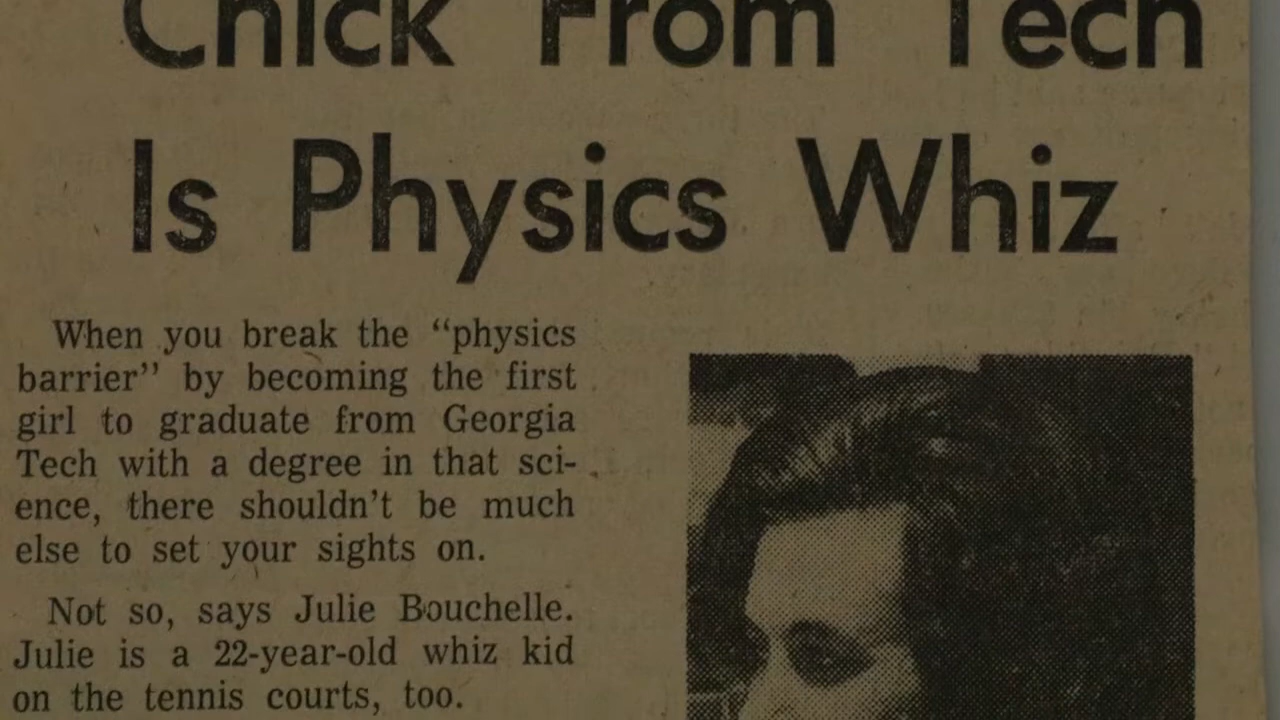 Chick From Tech
Is Physics Whiz
When you break the “physics
barrier” by becoming the first
girl to graduate from Georgia
Tech with a degree in that sci-
ence, there shouldn’t be much
else to set your sights on.
Not so, says Julie Bouchelle.
Julie is a 22-year-old whiz kid
on the tennis courts, too.